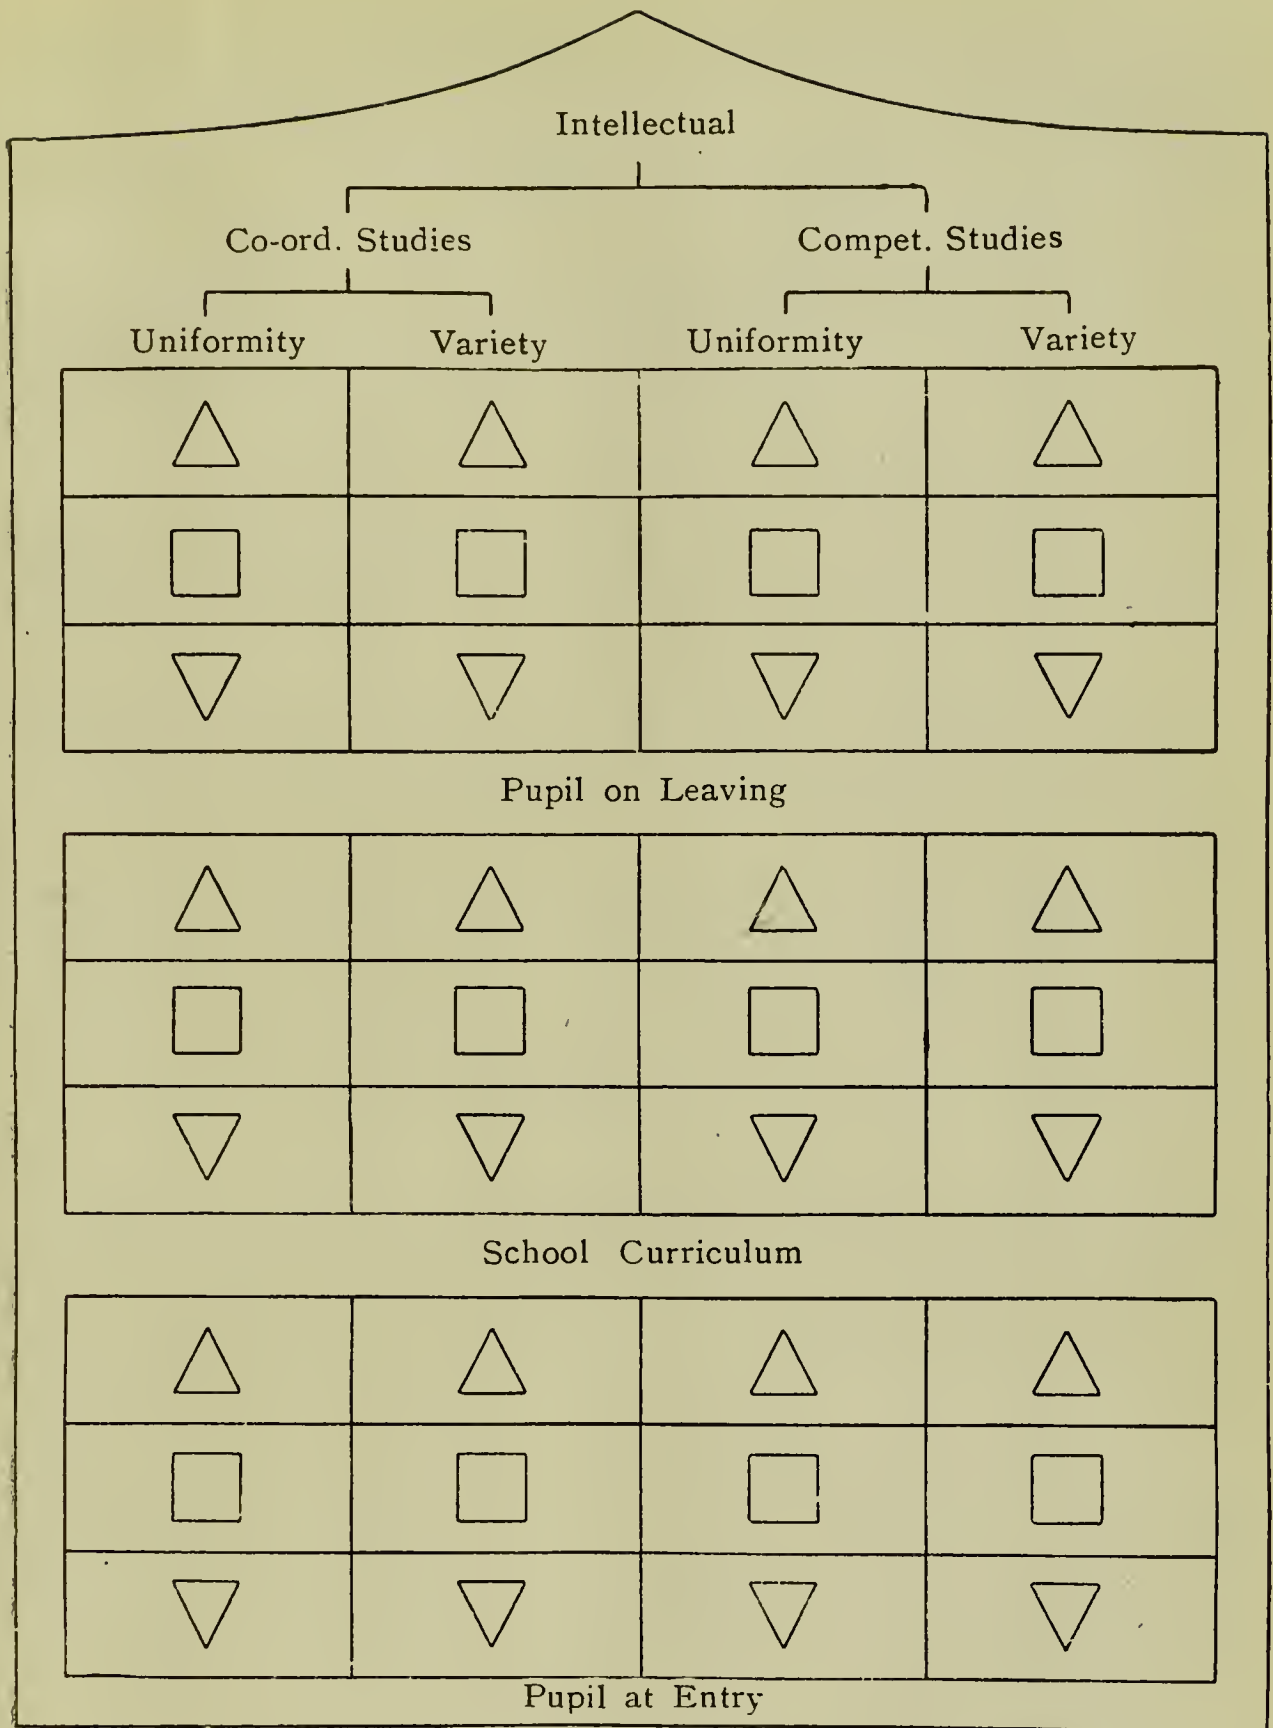 Intellectual
Co-ord. Studies Compet. Studies
Uniformity Variety Uniformity Variety
Pupil on Leaving
School Curriculum
Pupil at Entry